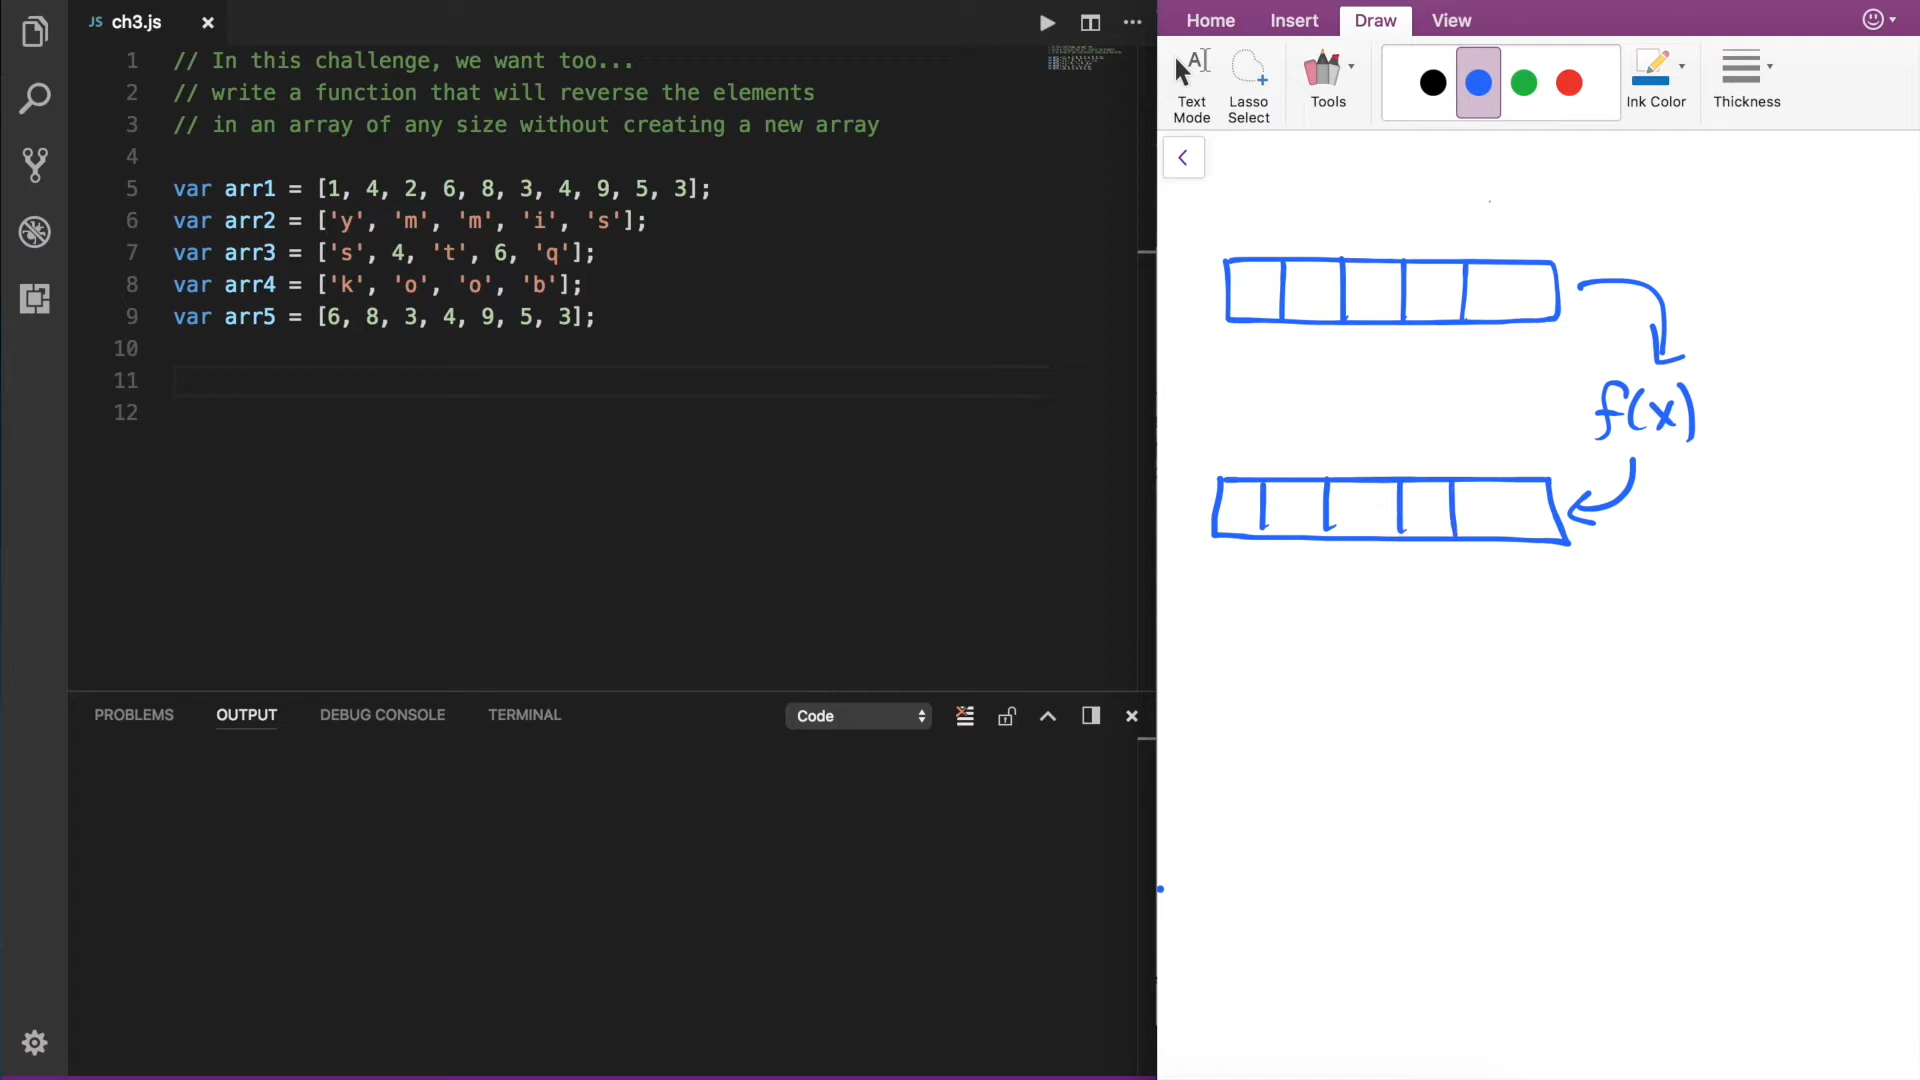 JS ch3.js
1 // In this challenge, we want too...
2 // write a function that will reverse the elements
3 // in an array of any size without creating a new array
4
5 var arr1 = [1, 4, 2, 6, 8, 3, 4, 9, 5, 3];
6 var arr2 = ['y', 'm', 'm', 'i', 's'];
7 var arr3 = ['s', 4, 't', 6, 'q'];
8 var arr4 = ['k', 'o', 'o', 'b'];
9 var arr5 = [6, 8, 3, 4, 9, 5, 3];
10
11
12
PROBLEMS OUTPUT DEBUG CONSOLE TERMINAL Code
Home Insert Draw View
Text Mode
Lasso Select
Tools
Ink Color
Thickness
f(x)